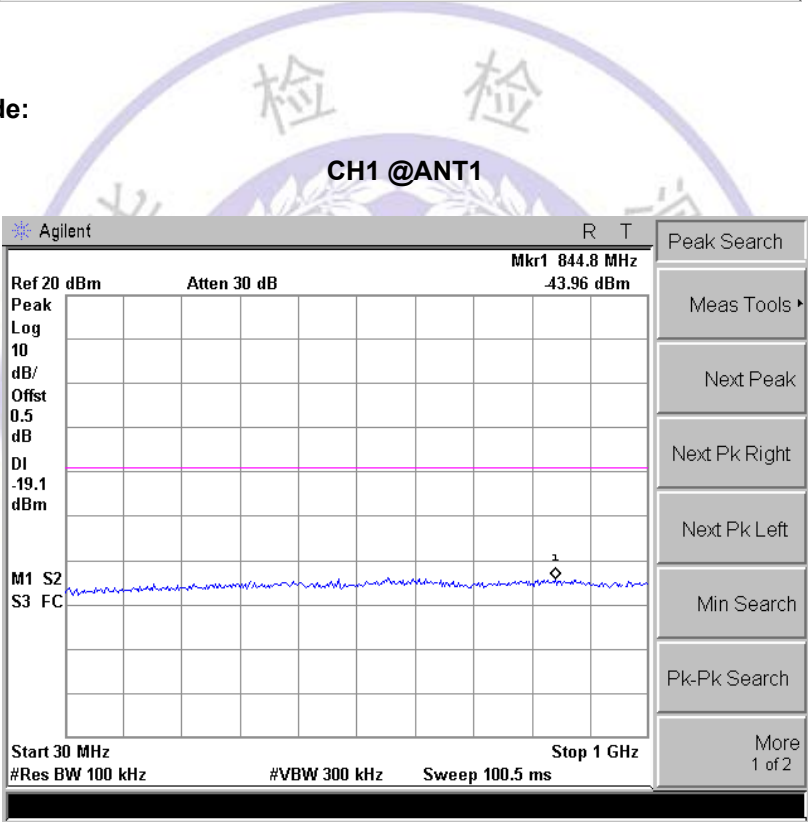 检 检
de:
CH1 @ANT1
Agilent R T
Mkr1 844.8 MHz
Ref 20 dBm Atten 30 dB -43.96 dBm
Peak
Log
10
dB/
Offst
0.5
dB
DI
-19.1
dBm
1
M1 S2
S3 FC
Start 30 MHz Stop 1 GHz
#Res BW 100 kHz #VBW 300 kHz Sweep 100.5 ms
Peak Search
Meas Tools
Next Peak
Next Pk Right
Next Pk Left
Min Search
Pk-Pk Search
More
1 of 2